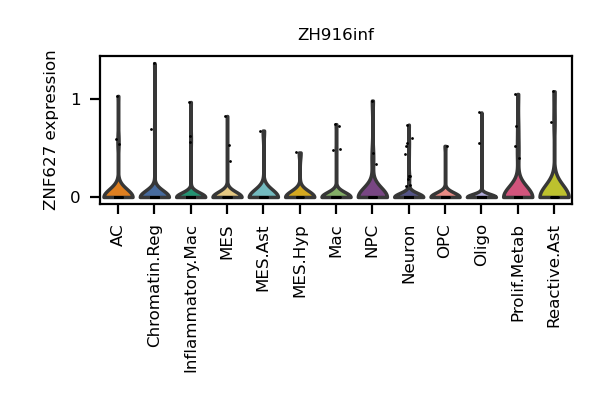 ZH916inf
ZNF627 expression
1
0
AC
Chromatin.Reg
Inflammatory.Mac
MES
MES.Ast
MES.Hyp
Mac
NPC
Neuron
OPC
Oligo
Prolif.Metab
Reactive.Ast